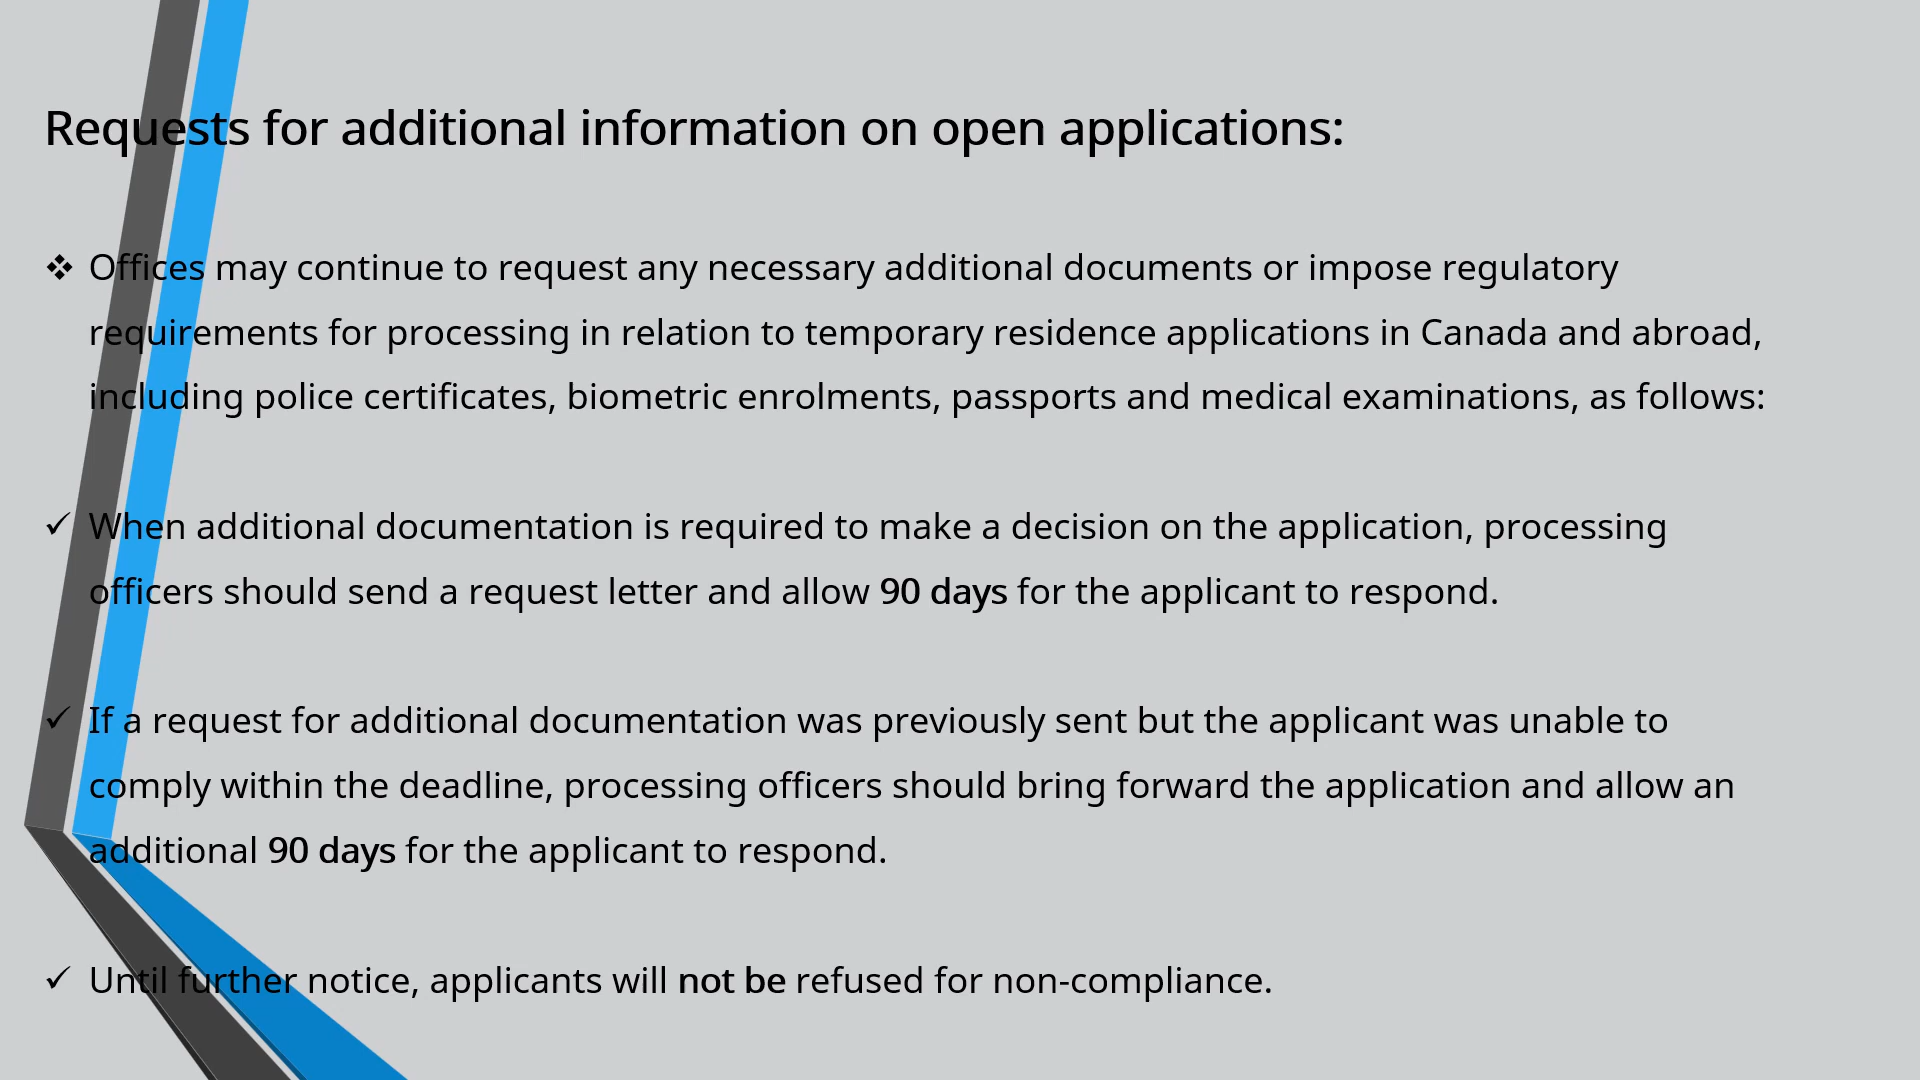 Requests for additional information on open applications:
❖ Offices may continue to request any necessary additional documents or impose regulatory
requirements for processing in relation to temporary residence applications in Canada and abroad,
including police certificates, biometric enrolments, passports and medical examinations, as follows:
✓ When additional documentation is required to make a decision on the application, processing
officers should send a request letter and allow 90 days for the applicant to respond.
✓ If a request for additional documentation was previously sent but the applicant was unable to
comply within the deadline, processing officers should bring forward the application and allow an
additional 90 days for the applicant to respond.
✓ Until further notice, applicants will not be refused for non-compliance.